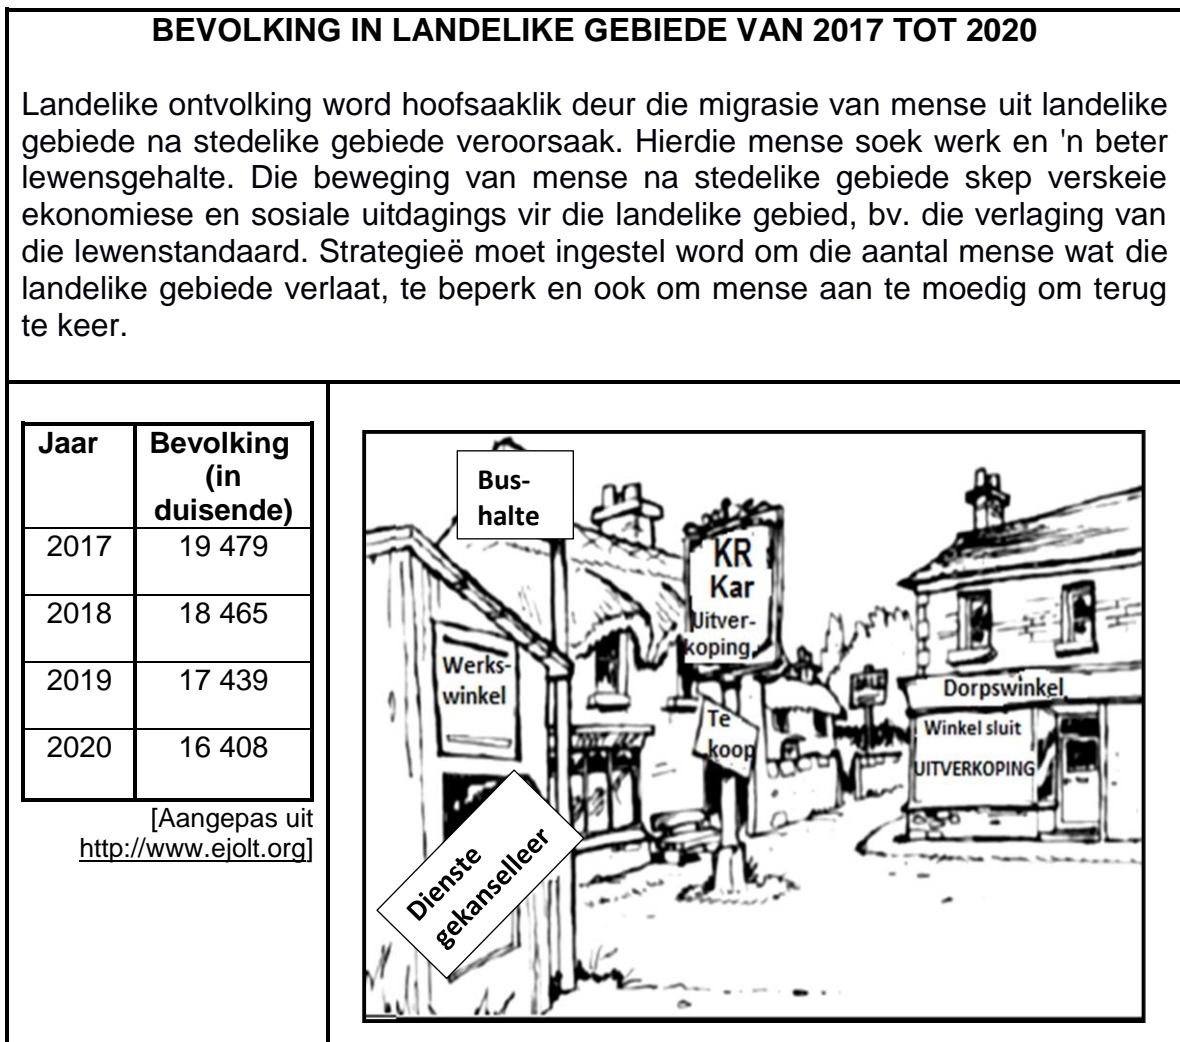 BEVOLKING IN LANDELIKE GEBIEDE VAN 2017 TOT 2020
Landelike ontvolking word hoofsaaklik deur die migrasie van mense uit landelike
gebiede na stedelike gebiede veroorsaak. Hierdie mense soek werk en 'n beter
lewensgehalte. Die beweging van mense na stedelike gebiede skep verskeie
ekonomiese en sosiale uitdagings vir die landelike gebied, bv. die verlaging van
die lewenstandaard. Strategieë moet ingestel word om die aantal mense wat die
landelike gebiede verlaat, te beperk en ook om mense aan te moedig om terug
te keer.
Jaar Bevolking
(in
duisende)
2017 19 479
2018 18 465
2019 17 439
2020 16 408
[Aangepas uit
http://www.ejolt.org]
Bus-
halte
KR
Kar
Uitver-
koping
Werks-
winkel
Te
koop
SALE
Dorpswinkel
Winkel sluit
UITVERKOPING
Dienste
gekanselleer